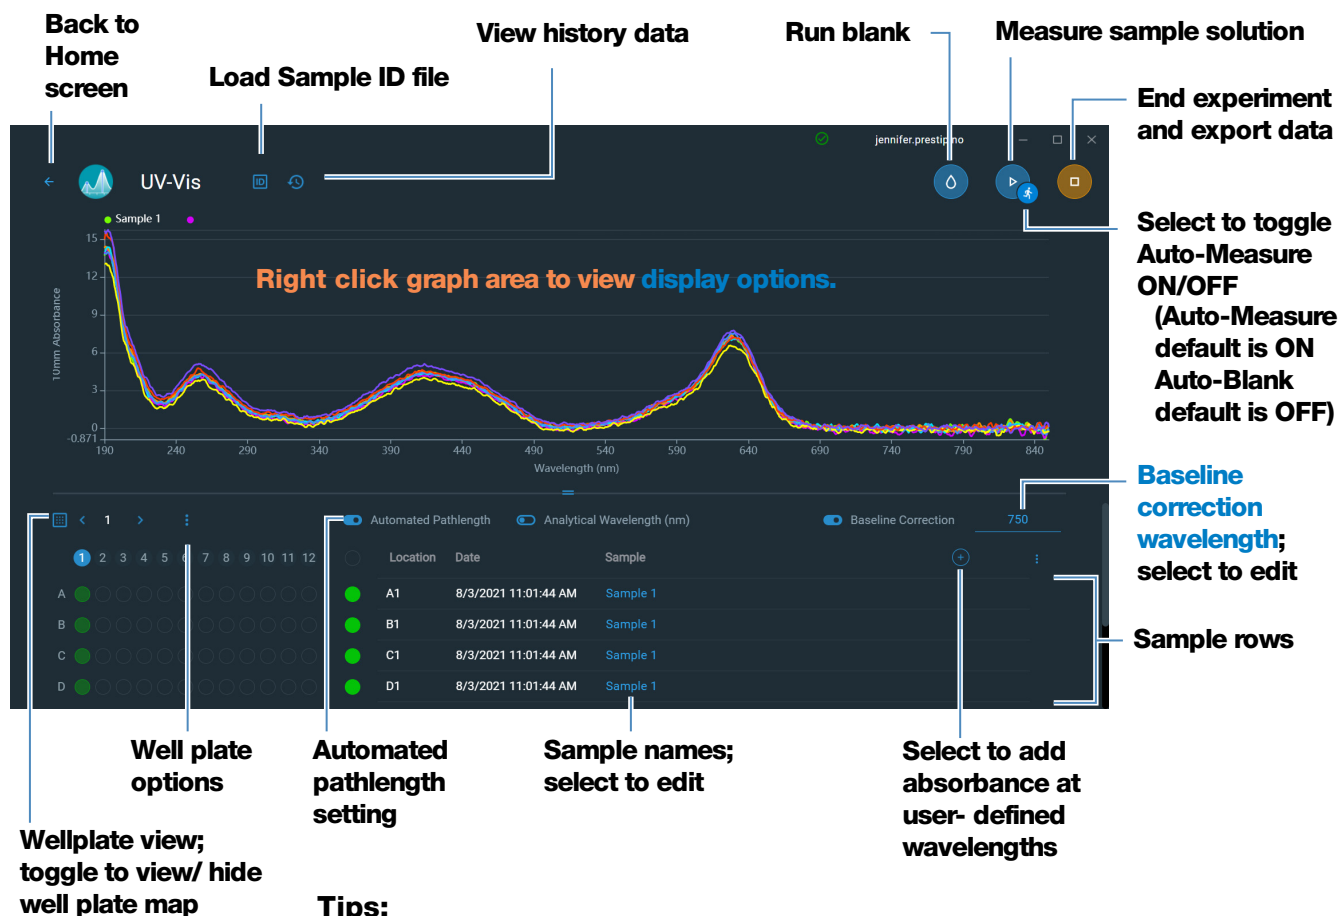 Back to
Home
screen
Load Sample ID file
View history data
Run blank
Measure sample solution
End experiment
and export data
jennifer.prestipino
UV-Vis
ID
Sample 1
Right click graph area to view display options.
Select to toggle
Auto-Measure
ON/OFF
(Auto-Measure
default is ON
Auto-Blank
default is OFF)
10mm Absorbance
15
12
9
6
3
0
-0.871
190 240 290 340 390 440 490 540 590 640 690 740 790 840
Wavelength (nm)
Baseline
correction
wavelength;
select to edit
1
Automated Pathlength
Analytical Wavelength (nm)
Baseline Correction
750
1 2 3 4 5 6 7 8 9 10 11 12
Location Date Sample
A
A1 8/3/2021 11:01:44 AM Sample 1
B
B1 8/3/2021 11:01:44 AM Sample 1
C
C1 8/3/2021 11:01:44 AM Sample 1
D
D1 8/3/2021 11:01:44 AM Sample 1
Sample rows
Well plate
options
Automated
pathlength
setting
Sample names;
select to edit
Select to add
absorbance at
user- defined
wavelengths
Wellplate view;
toggle to view/ hide
well plate map
Tips: